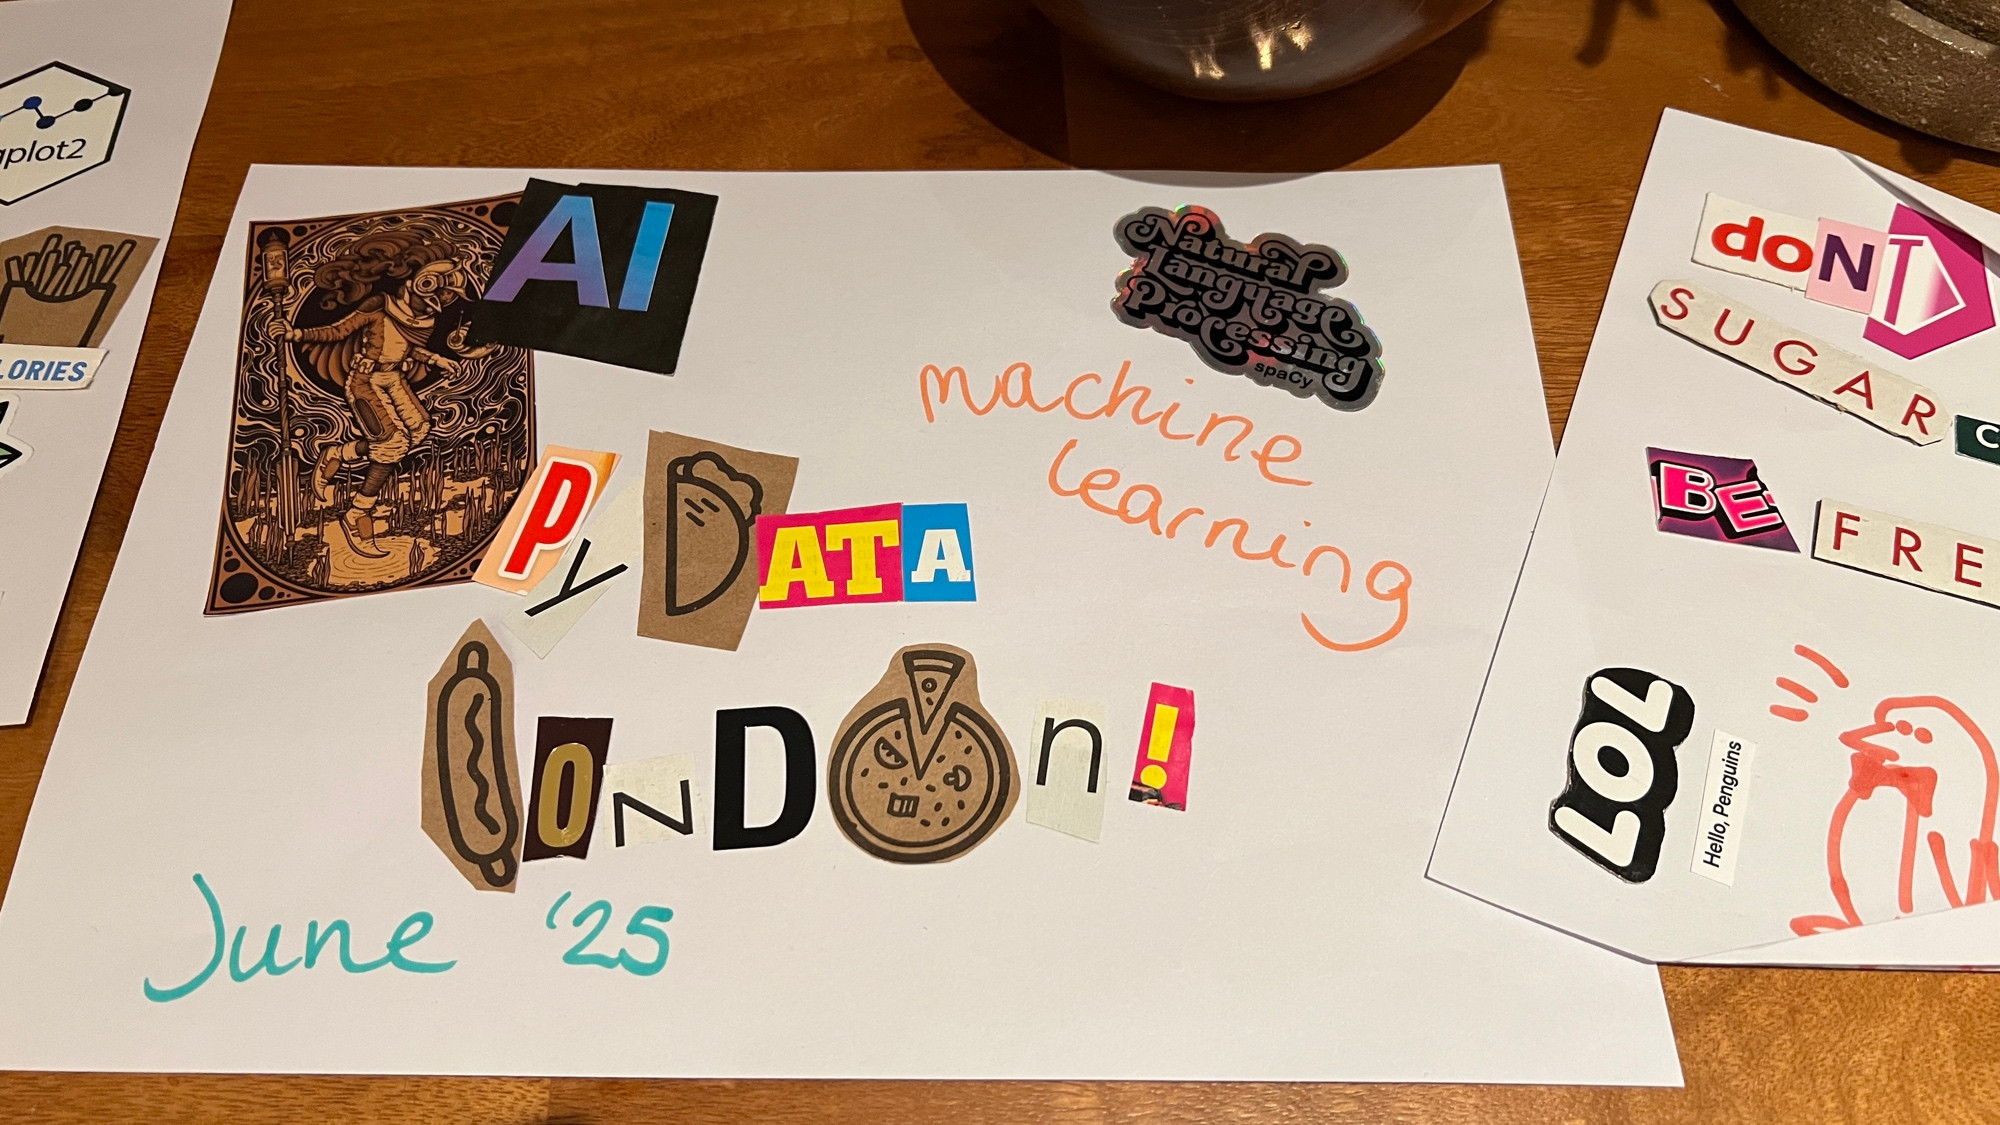 gplot2
LORIES
AI
Natural
Language
Processing
spaCy
machine
learning
PyDATA
LoNDOn!
June '25
doNT
SUGAR C
BE FRE
LOL
Hello, Penguins